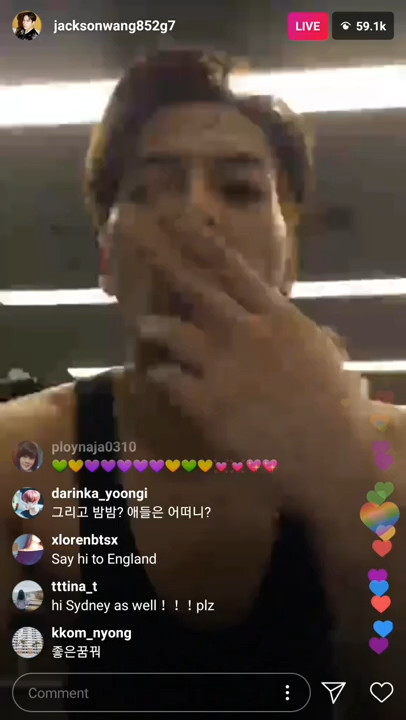 jacksonwang852g7
LIVE
59.1k
ploynaja0310
💚💛💜💜💜💜💜💛💚💛💓💓💖💖
darinka_yoongi
그리고 밤밤? 애들은 어떠니?
xlorenbtsx
Say hi to England
tttina_t
hi Sydney as well！！！plz
kkom_nyong
좋은꿈꿔
Comment